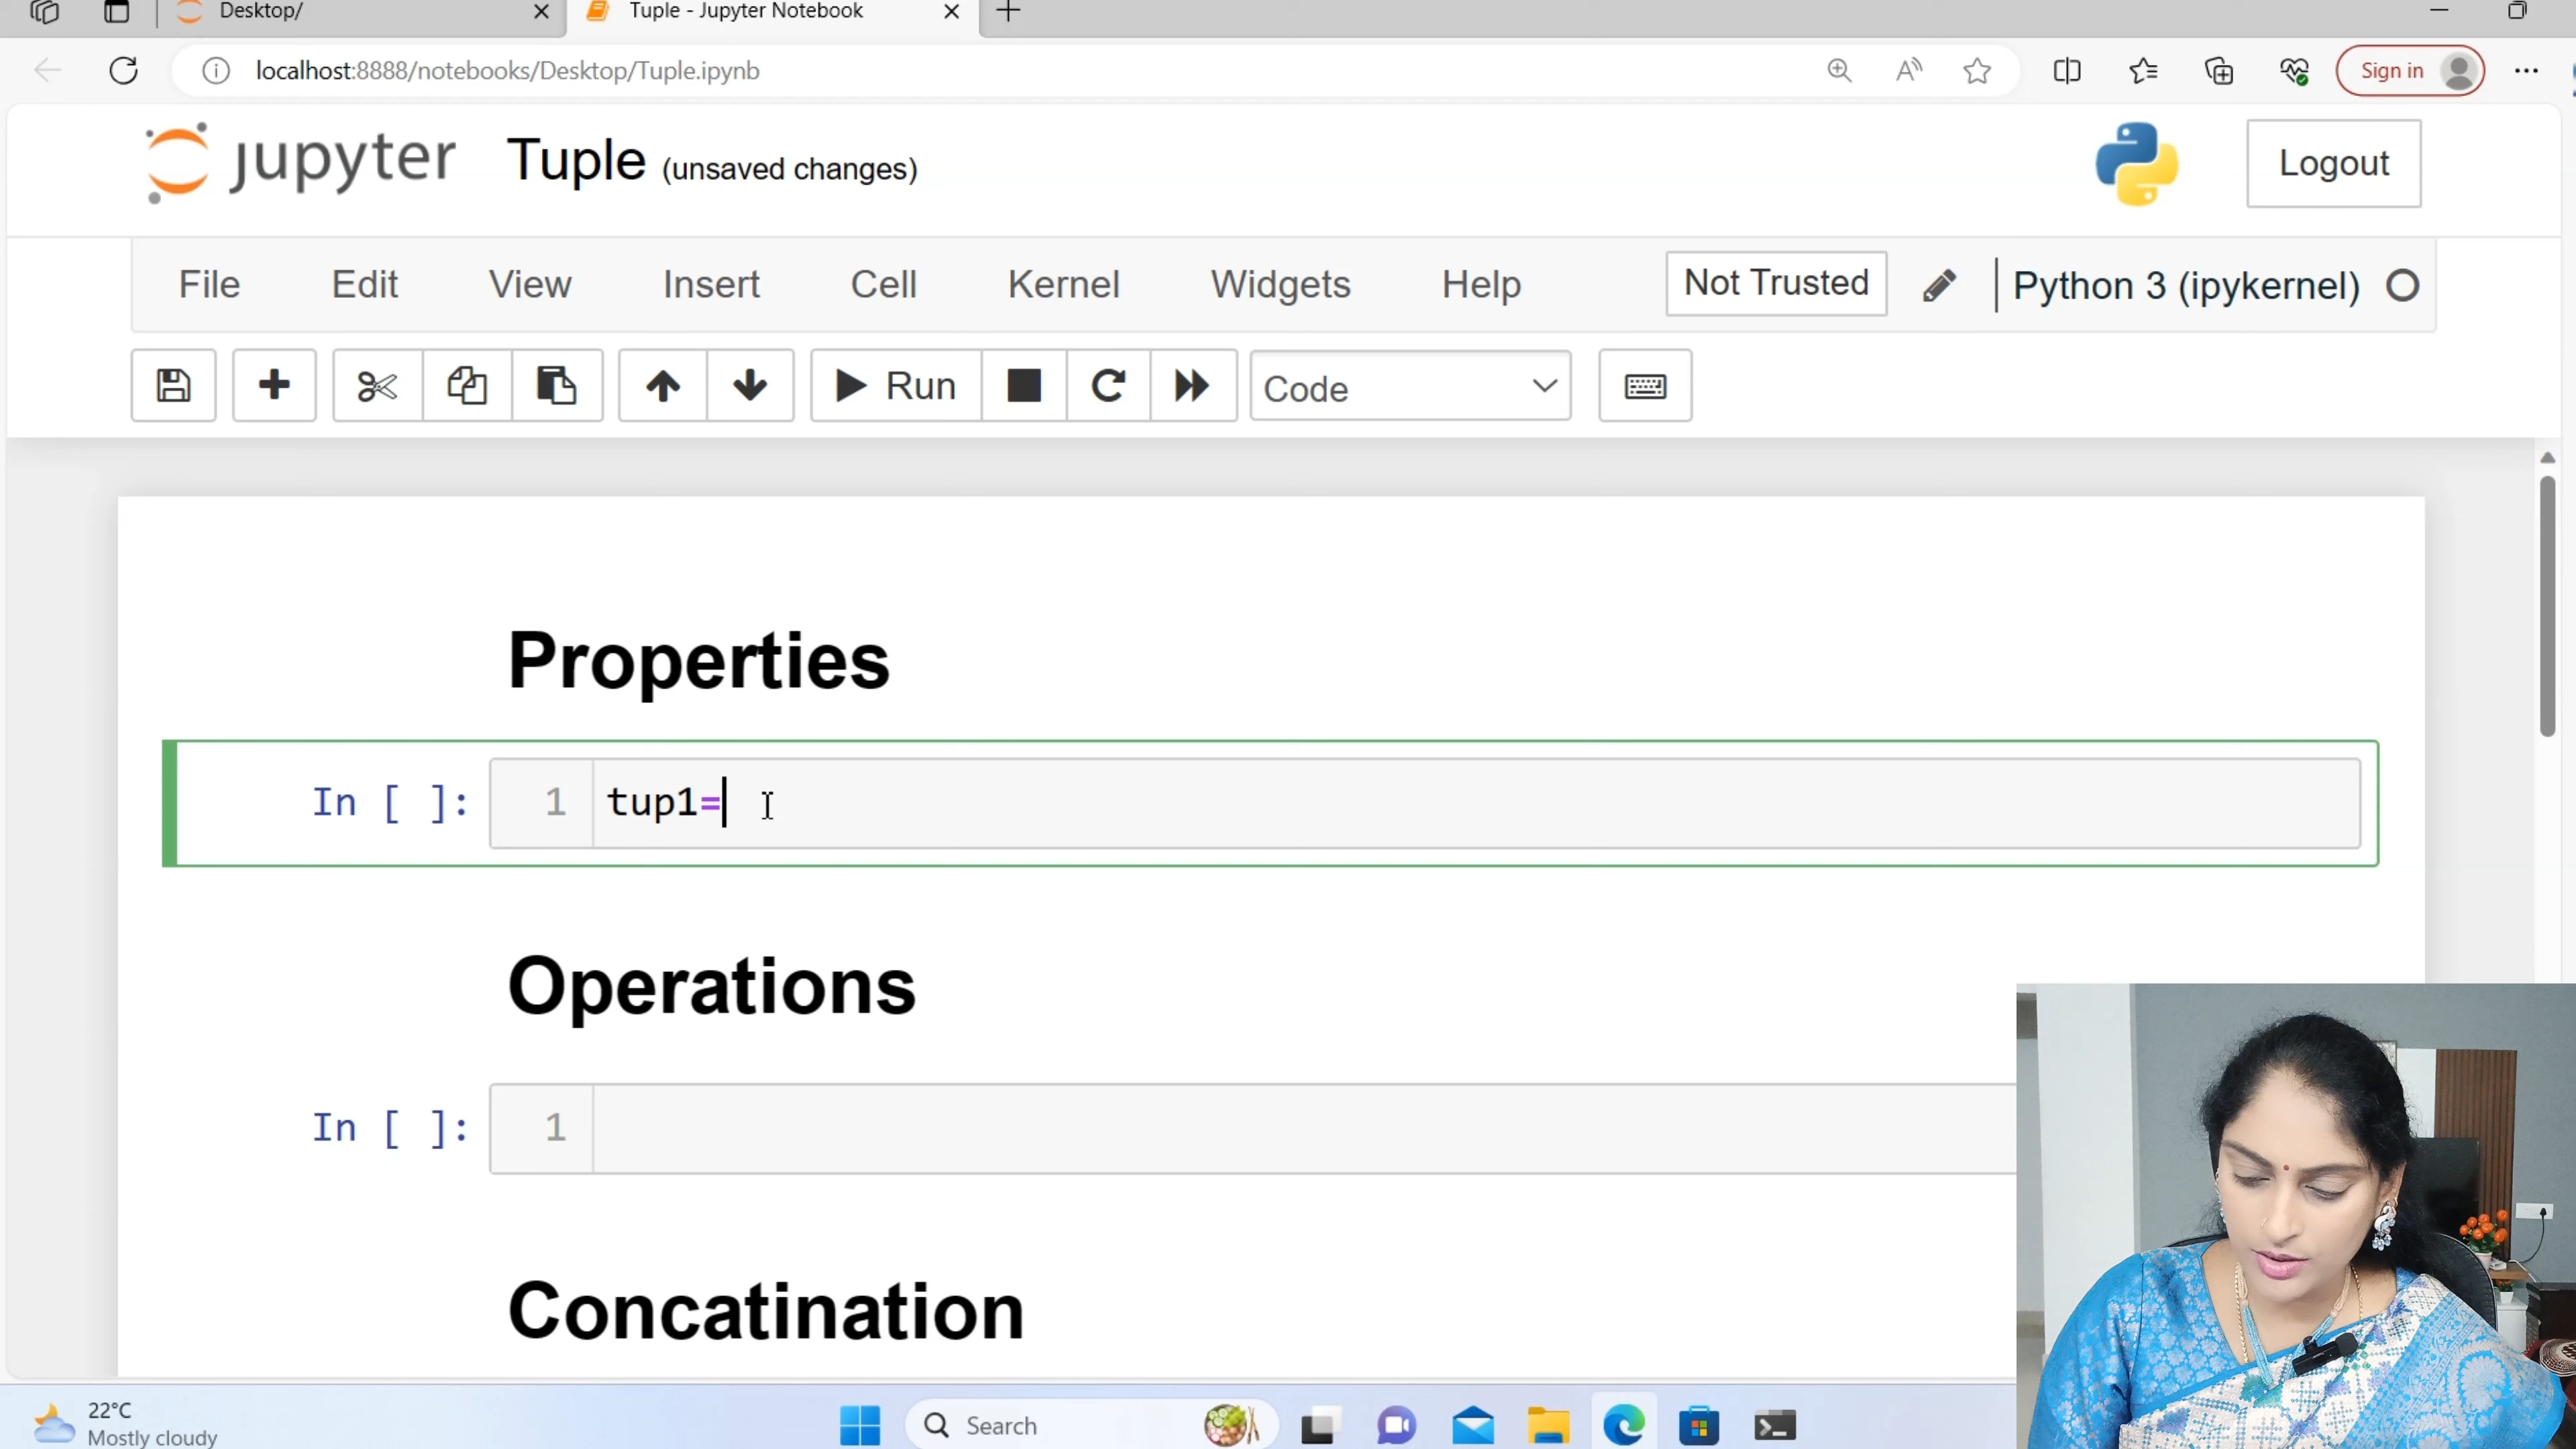 Desktop/
Tuple - Jupyter Notebook
localhost:8888/notebooks/Desktop/Tuple.ipynb
Sign in
jupyter Tuple (unsaved changes)
Logout
File Edit View Insert Cell Kernel Widgets Help Not Trusted Python 3 (ipykernel)
Run Code
Properties
In [ ]: 1 tup1=
Operations
In [ ]: 1
Concatination
22°C
Mostly cloudy
Search